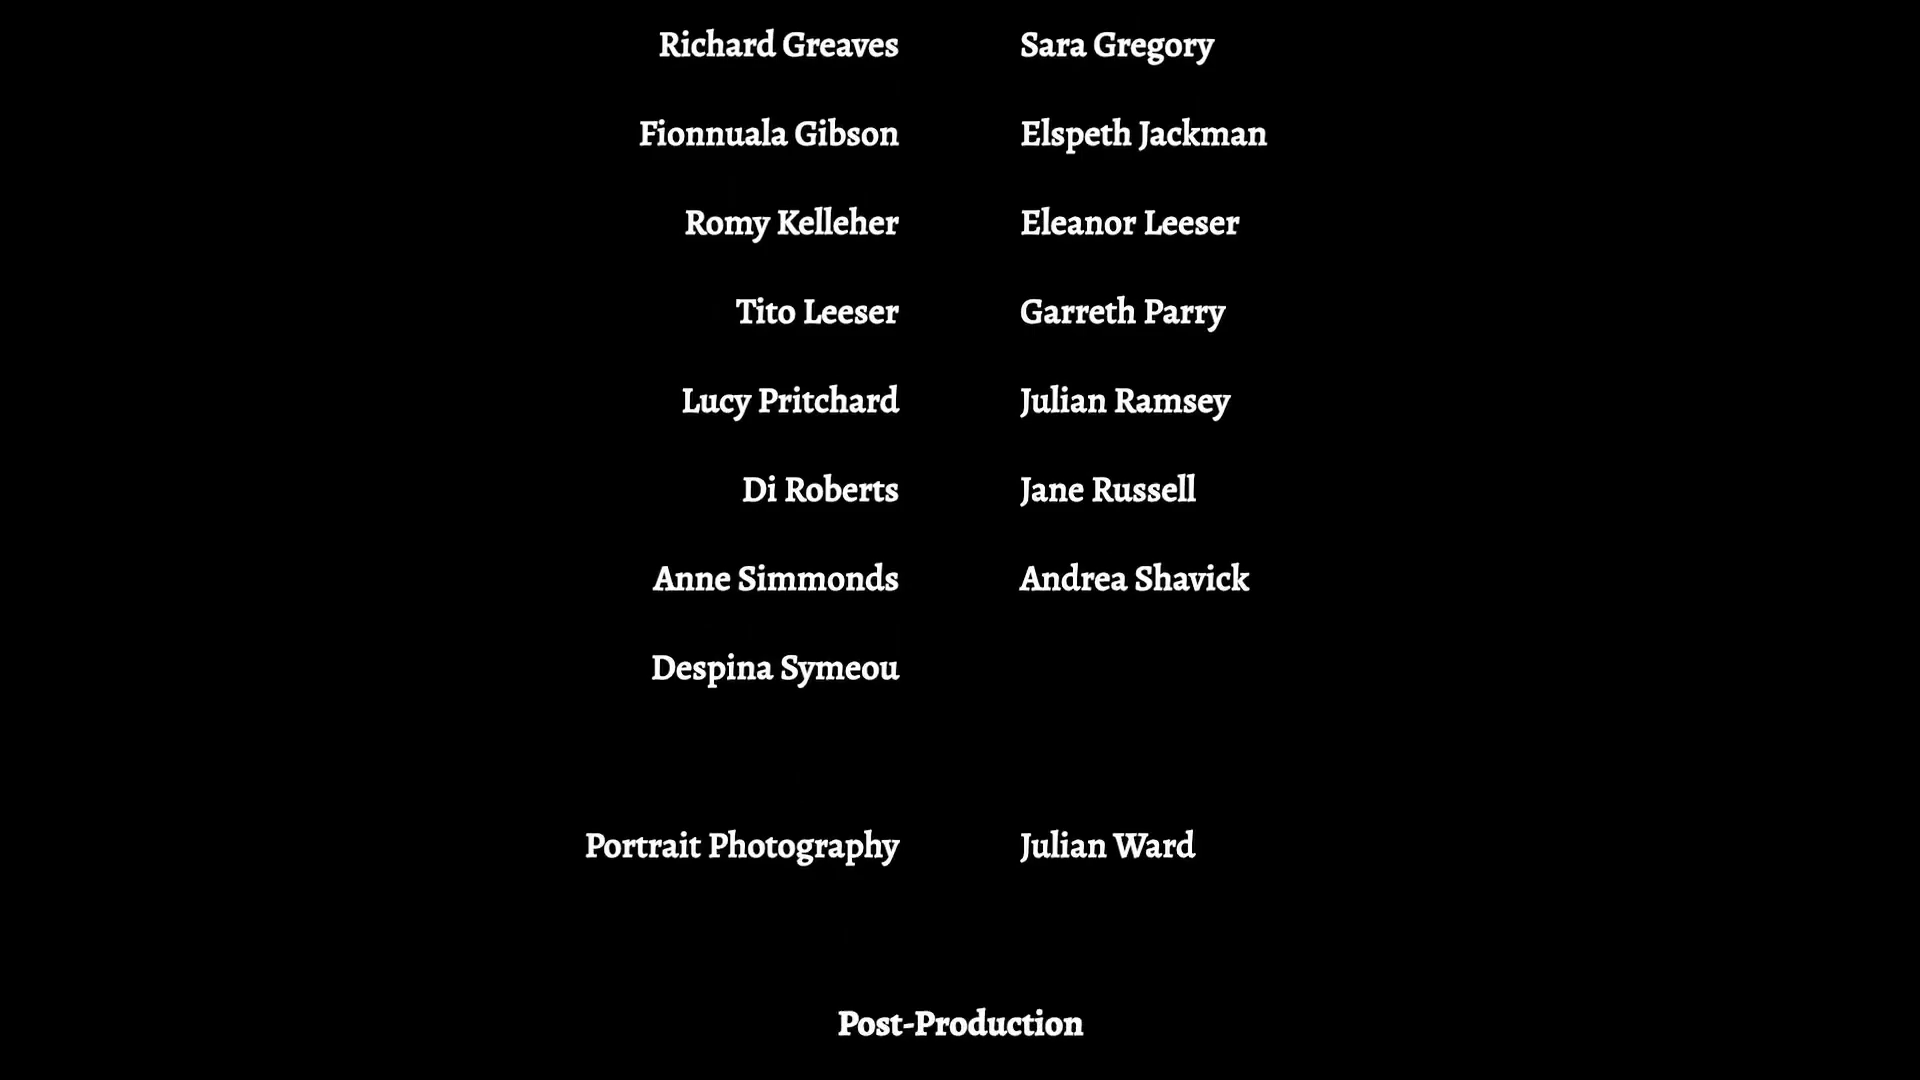 Richard Greaves Sara Gregory
Fionnuala Gibson Elspeth Jackman
Romy Kelleher Eleanor Leeser
Tito Leeser Garreth Parry
Lucy Pritchard Julian Ramsey
Di Roberts Jane Russell
Anne Simmonds Andrea Shavick
Despina Symeou
Portrait Photography Julian Ward
Post-Production